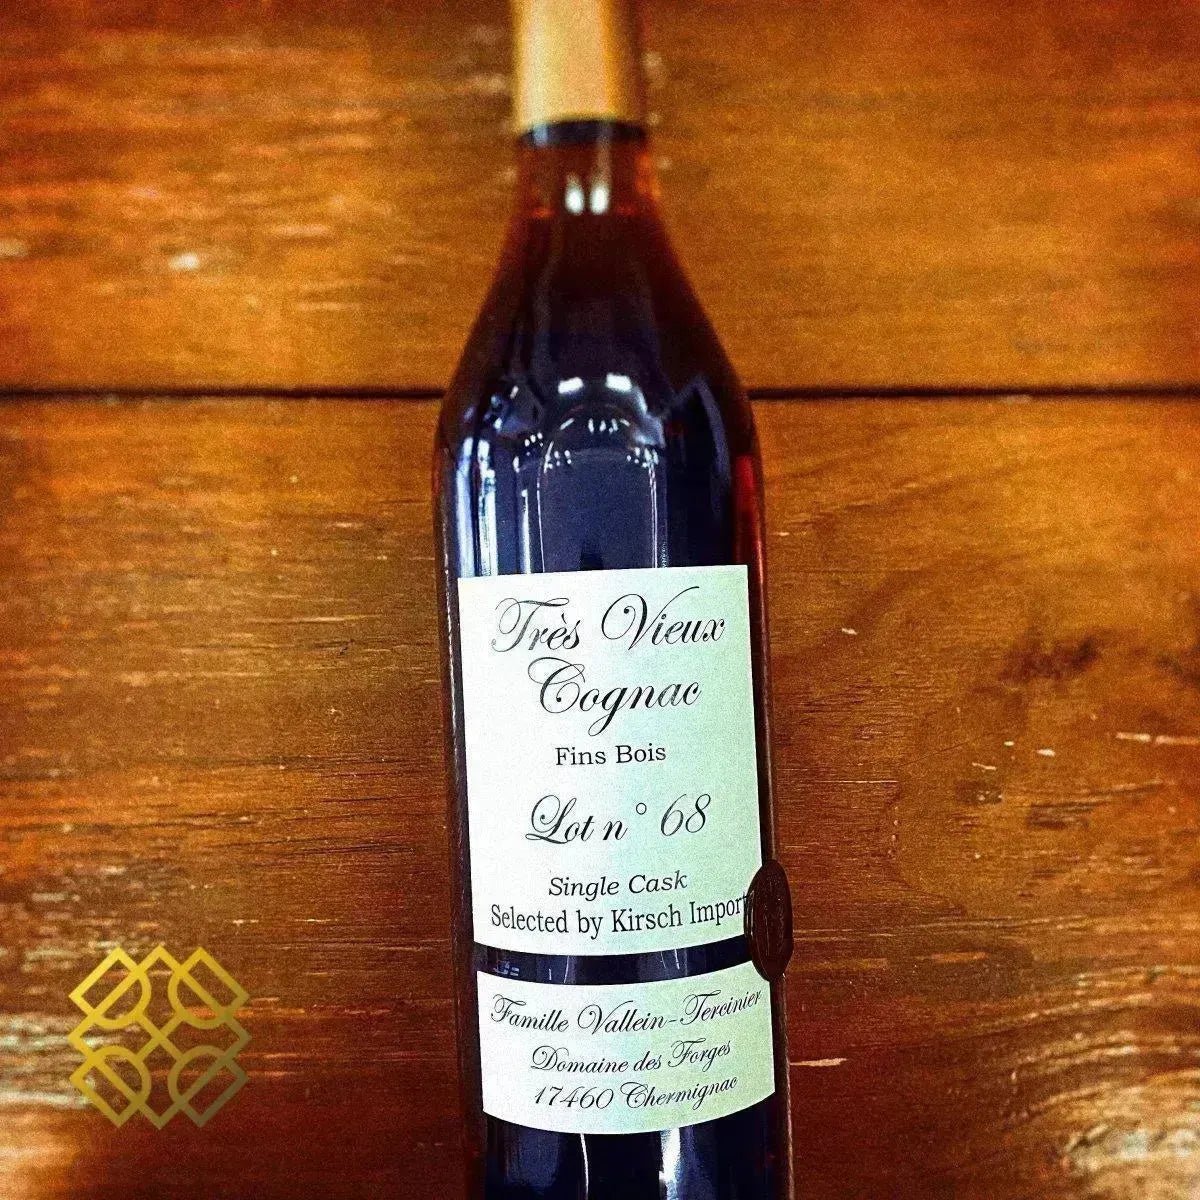 Très Vieux
Cognac
Fins Bois
Lot n° 68
Single Cask
Selected by Kirsch Import
Famille Vallein-Tercinier
Domaine des Forges
17460 Chermignac